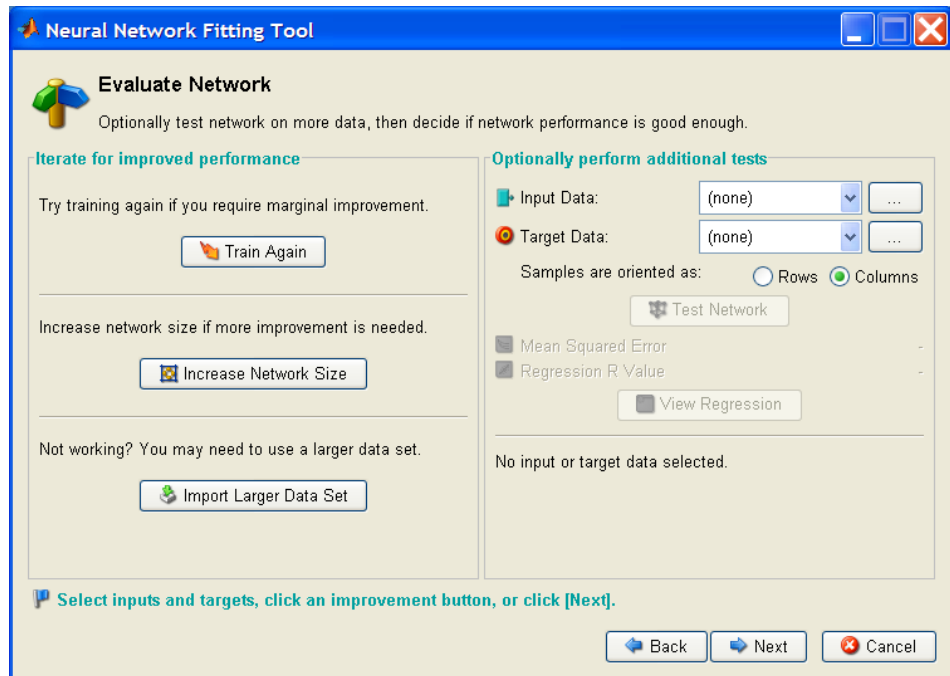 Neural Network Fitting Tool
Evaluate Network
Optionally test network on more data, then decide if network performance is good enough.
Iterate for improved performance
Try training again if you require marginal improvement.
Train Again
Increase network size if more improvement is needed.
Increase Network Size
Not working? You may need to use a larger data set.
Import Larger Data Set
Optionally perform additional tests
Input Data: (none) ...
Target Data: (none) ...
Samples are oriented as: Rows Columns
Test Network
Mean Squared Error -
Regression R Value -
View Regression
No input or target data selected.
Select inputs and targets, click an improvement button, or click [Next].
Back Next Cancel